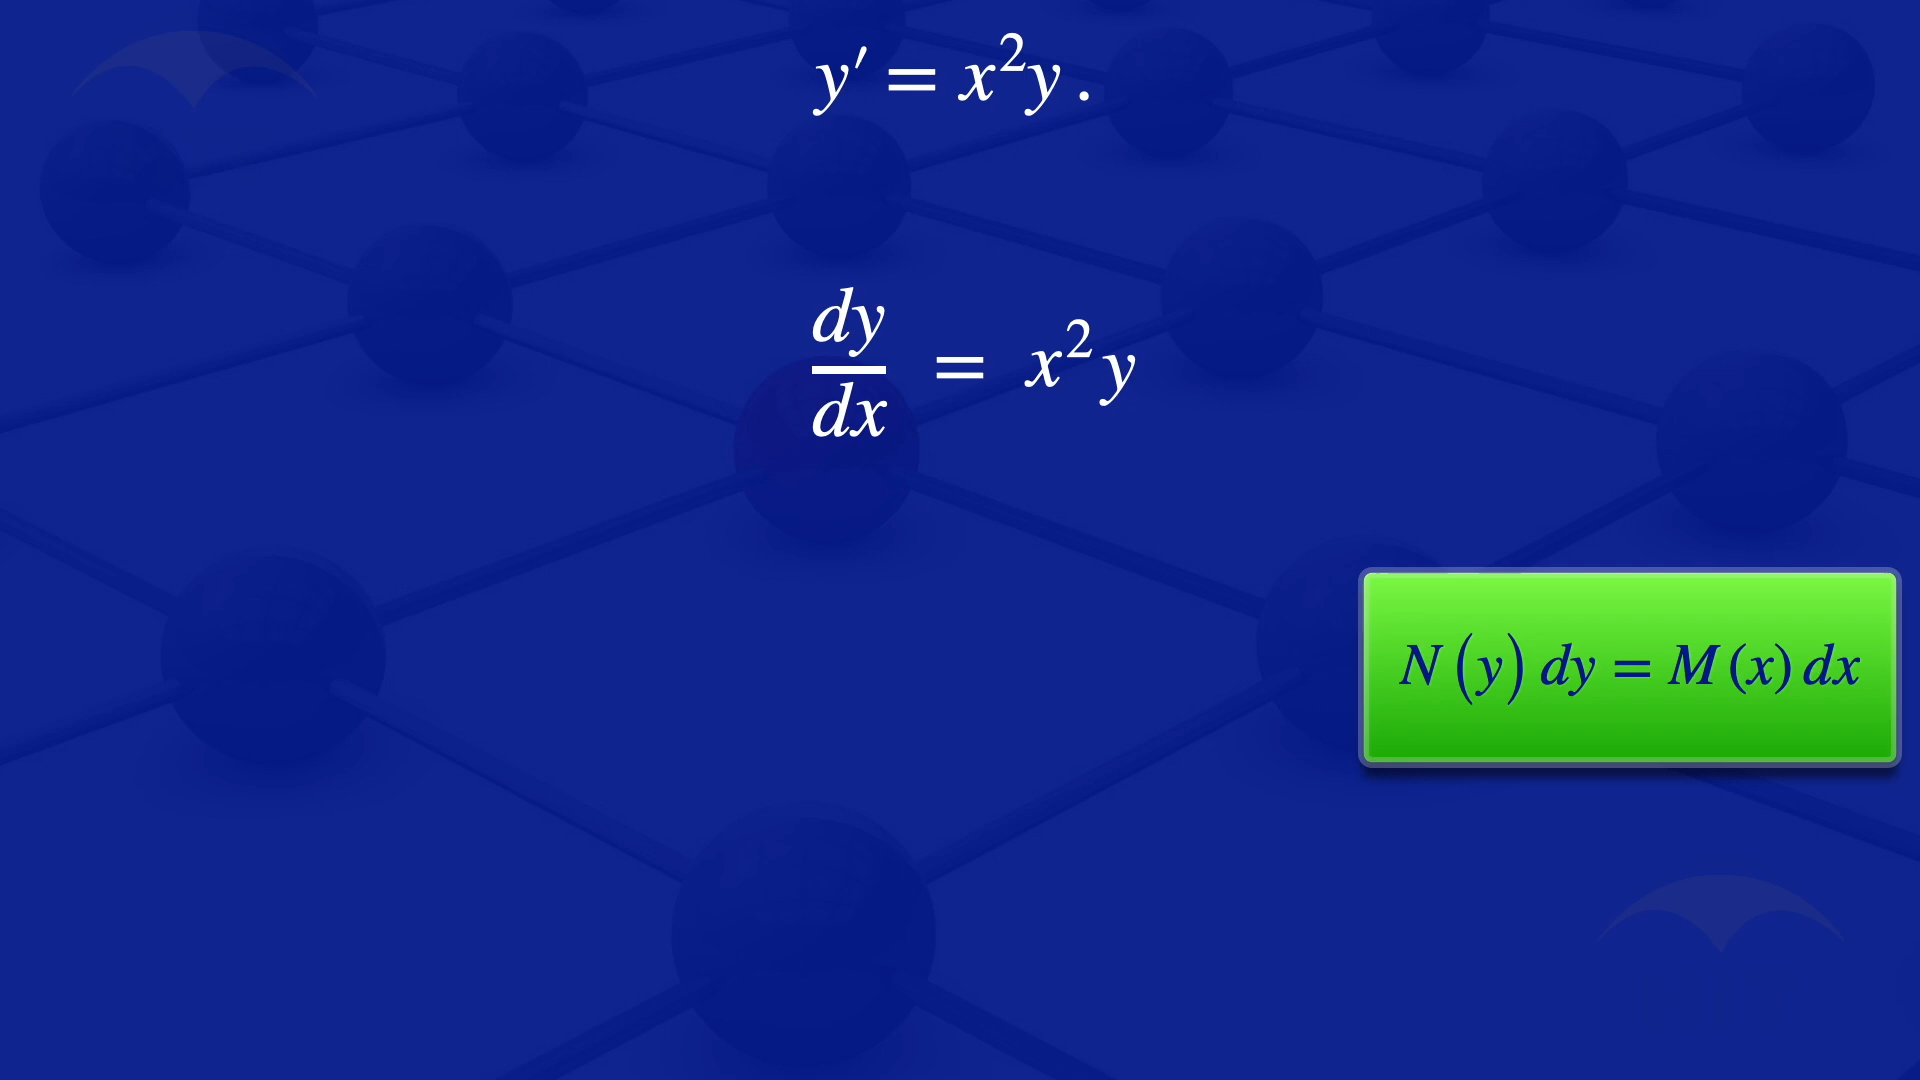 y′ = x²y.
dy/dx = x²y
N(y) dy = M(x) dx